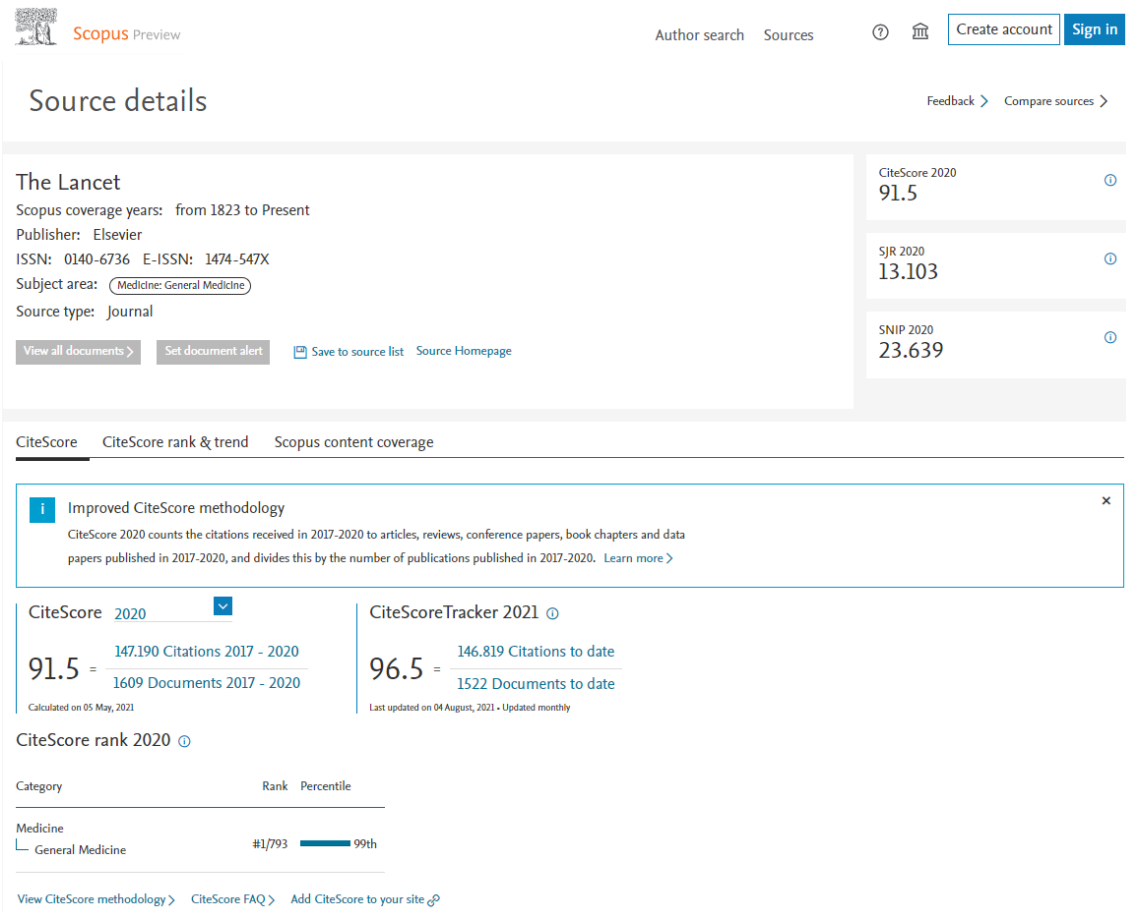 Scopus Preview
Author search Sources
Create account Sign in
Source details
Feedback Compare sources
The Lancet
Scopus coverage years: from 1823 to Present
Publisher: Elsevier
ISSN: 0140-6736 E-ISSN: 1474-547X
Subject area: Medicine: General Medicine
Source type: Journal
View all documents Set document alert Save to source list Source Homepage
CiteScore 2020
91.5
SJR 2020
13.103
SNIP 2020
23.639
CiteScore CiteScore rank & trend Scopus content coverage
Improved CiteScore methodology
CiteScore 2020 counts the citations received in 2017-2020 to articles, reviews, conference papers, book chapters and data
papers published in 2017-2020, and divides this by the number of publications published in 2017-2020. Learn more
CiteScore 2020
91.5 =
147.190 Citations 2017 - 2020
1609 Documents 2017 - 2020
Calculated on 05 May, 2021
CiteScoreTracker 2021
96.5 =
146.819 Citations to date
1522 Documents to date
Last updated on 04 August, 2021 • Updated monthly
CiteScore rank 2020
Category Rank Percentile
Medicine
General Medicine #1/793 99th
View CiteScore methodology CiteScore FAQ Add CiteScore to your site